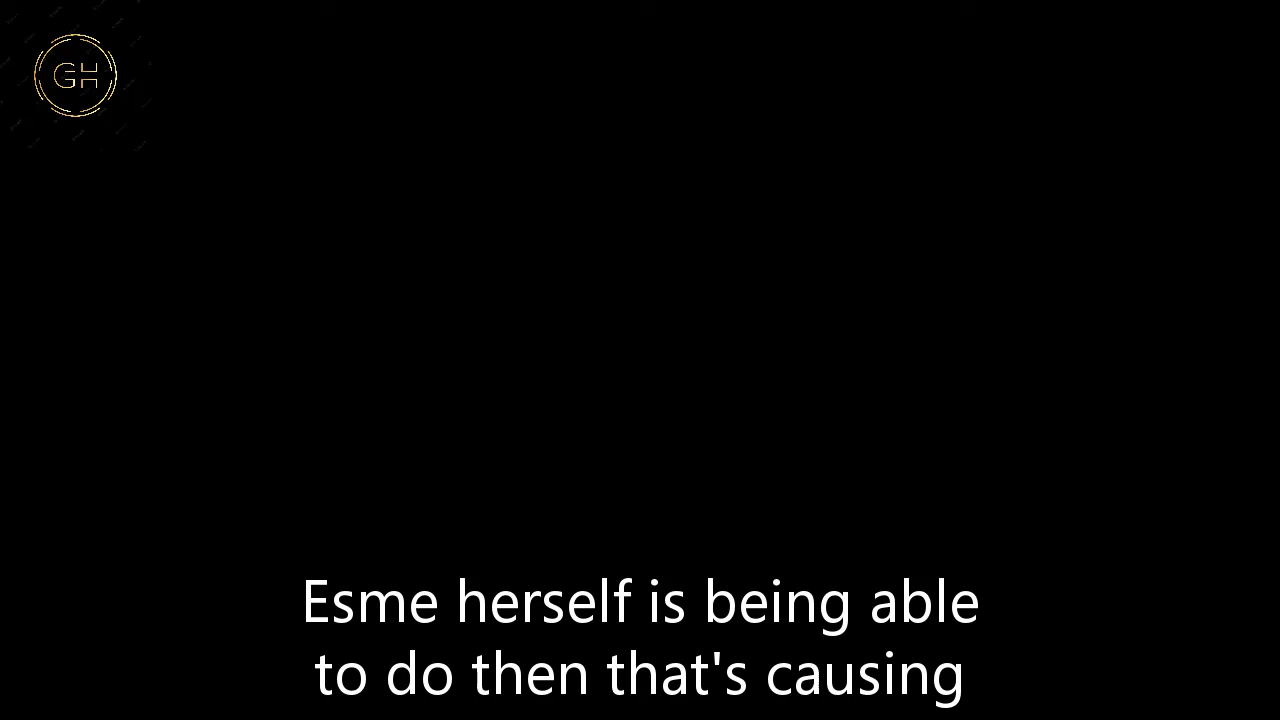 GH
Esme herself is being able
to do then that's causing